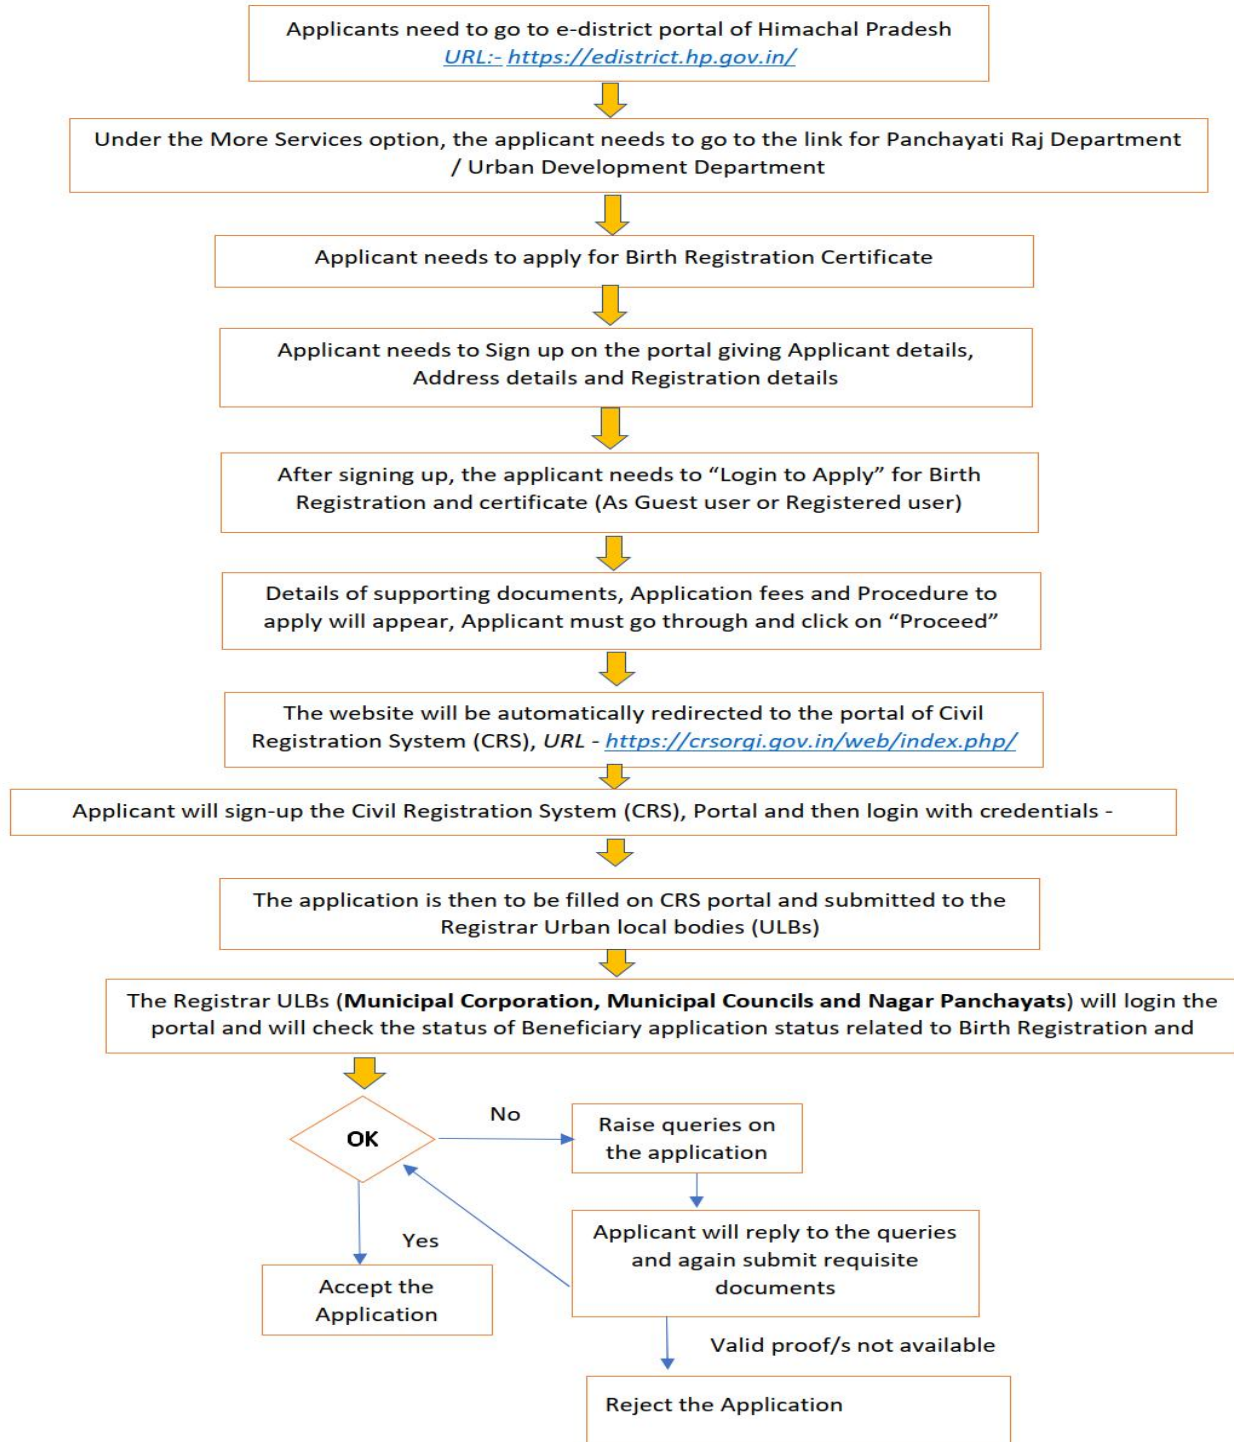 Applicants need to go to e-district portal of Himachal Pradesh
URL:- https://edistrict.hp.gov.in/
Under the More Services option, the applicant needs to go to the link for Panchayati Raj Department
/ Urban Development Department
Applicant needs to apply for Birth Registration Certificate
Applicant needs to Sign up on the portal giving Applicant details,
Address details and Registration details
After signing up, the applicant needs to “Login to Apply” for Birth
Registration and certificate (As Guest user or Registered user)
Details of supporting documents, Application fees and Procedure to
apply will appear, Applicant must go through and click on “Proceed”
The website will be automatically redirected to the portal of Civil
Registration System (CRS), URL - https://crsorgi.gov.in/web/index.php/
Applicant will sign-up the Civil Registration System (CRS), Portal and then login with credentials -
The application is then to be filled on CRS portal and submitted to the
Registrar Urban local bodies (ULBs)
The Registrar ULBs (Municipal Corporation, Municipal Councils and Nagar Panchayats) will login the
portal and will check the status of Beneficiary application status related to Birth Registration and
OK
No
Raise queries on
the application
Yes
Applicant will reply to the queries
and again submit requisite
documents
Accept the
Application
Valid proof/s not available
Reject the Application